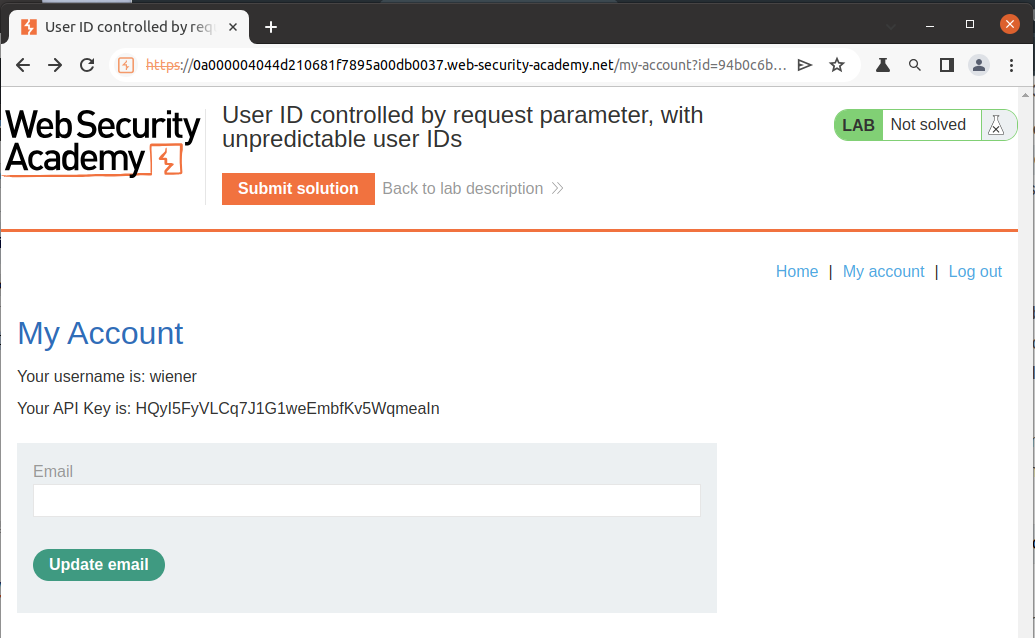 User ID controlled by req
https://0a000004044d210681f7895a00db0037.web-security-academy.net/my-account?id=94b0c6b...
Web Security
Academy
User ID controlled by request parameter, with
unpredictable user IDs
LAB Not solved
Submit solution Back to lab description
Home | My account | Log out
My Account
Your username is: wiener
Your API Key is: HQyI5FyVLCq7J1G1weEmbfKv5WqmeaIn
Email
Update email